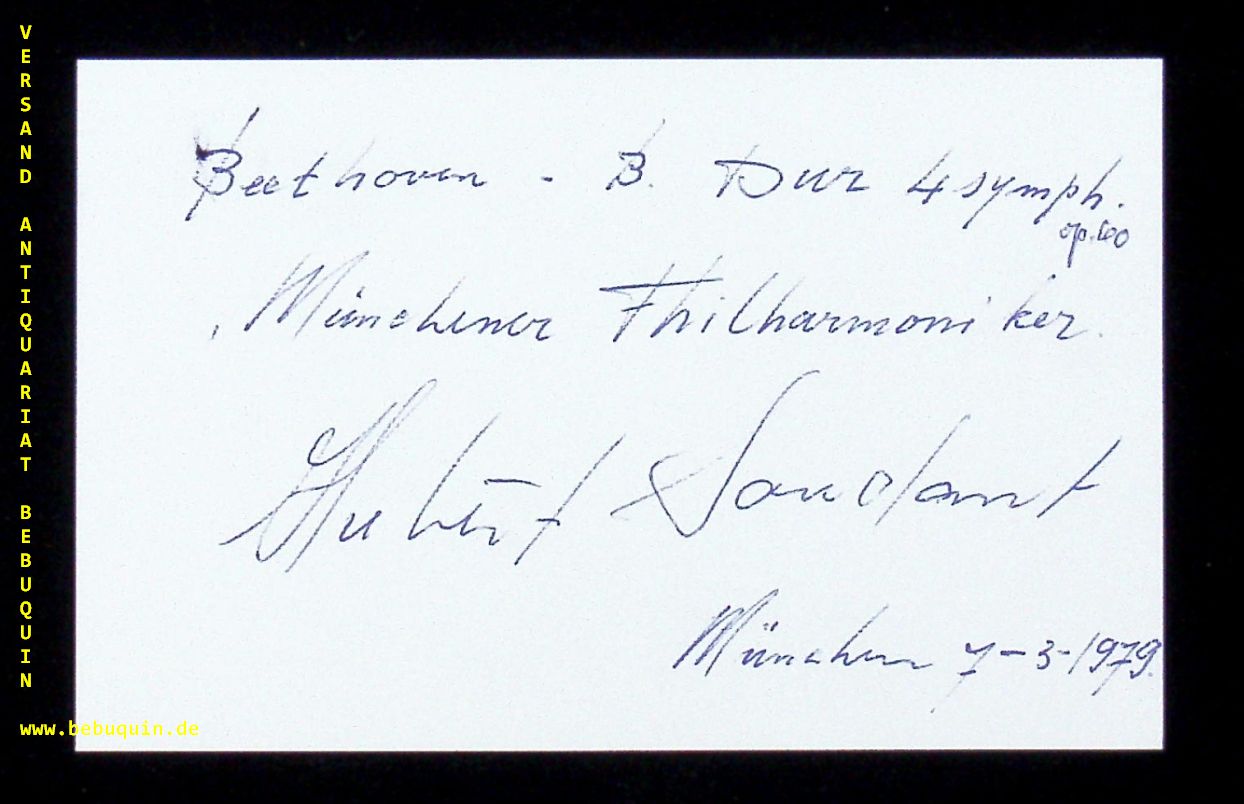 VERSAND ANTIQUARIAT BEBUQUIN
Beethoven - B. Dur 4 symph.
op. 60
Münchener Philharmoniker.
Hubert Soudant
München 7-3-1979.
www.bebuquin.de